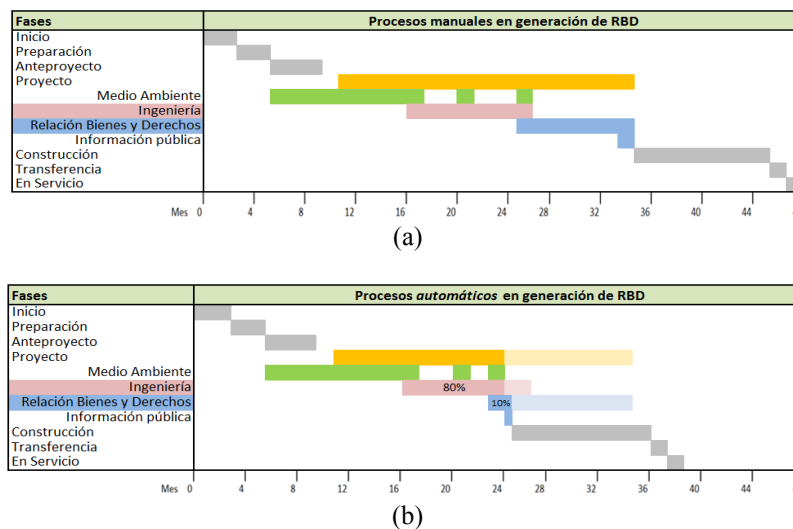 Fases Procesos manuales en generación de RBD
Inicio
Preparación
Anteproyecto
Proyecto
Medio Ambiente
Ingeniería
Relación Bienes y Derechos
Información pública
Construcción
Transferencia
En Servicio
Mes 0 4 8 12 16 20 24 28 32 36 40 44
(a)
Fases Procesos automáticos en generación de RBD
Inicio
Preparación
Anteproyecto
Proyecto
Medio Ambiente
Ingeniería 80%
Relación Bienes y Derechos 10%
Información pública
Construcción
Transferencia
En Servicio
Mes 0 4 8 12 16 20 24 28 32 36 40 44
(b)